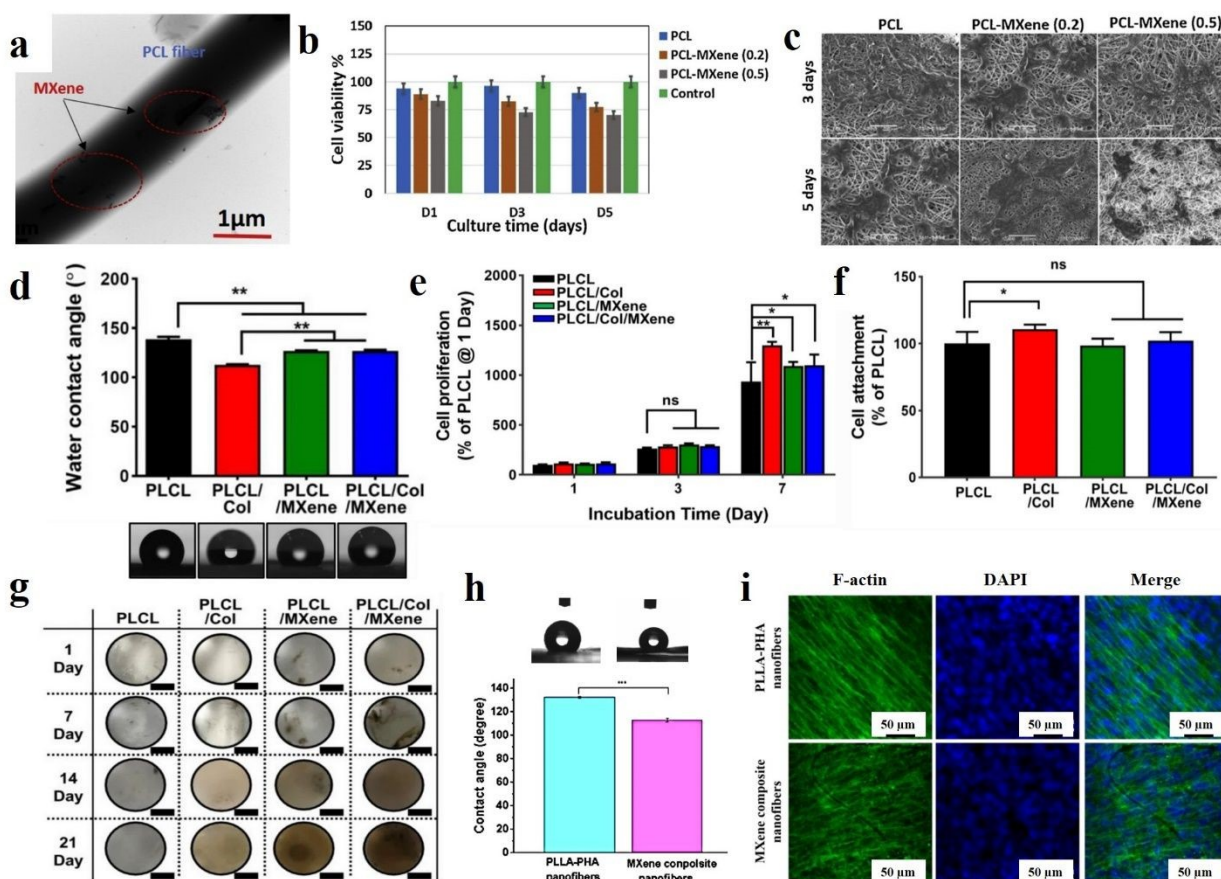 a
PCL fiber
MXene
1μm
b
Cell viability %
150
125
100
75
50
25
0
PCL
PCL-MXene (0.2)
PCL-MXene (0.5)
Control
D1
D3
D5
Culture time (days)
c
PCL
PCL-MXene (0.2)
PCL-MXene (0.5)
3 days
5 days
d
Water contact angle (°)
200
150
100
50
0
**
**
PLCL
PLCL/
Col
PLCL
/MXene
PLCL/Col
/MXene
e
Cell proliferation
(% of PLCL @ 1 Day)
2000
1500
1000
500
0
PLCL
PLCL/Col
PLCL/MXene
PLCL/Col/MXene
ns
*
*
**
1
3
7
Incubation Time (Day)
f
Cell attachment
(% of PLCL)
150
100
50
0
ns
*
PLCL
PLCL
/Col
PLCL
/MXene
PLCL/Col
/MXene
g
PLCL
PLCL
/Col
PLCL
/MXene
PLCL/Col
/MXene
1
Day
7
Day
14
Day
21
Day
h
Contact angle (degree)
140
120
100
80
60
40
20
0
***
PLLA-PHA
nanofibers
MXene conpolsite
nanofibers
i
F-actin
DAPI
Merge
PLLA-PHA
nanofibers
50 μm
50 μm
50 μm
MXene composite
nanofibers
50 μm
50 μm
50 μm